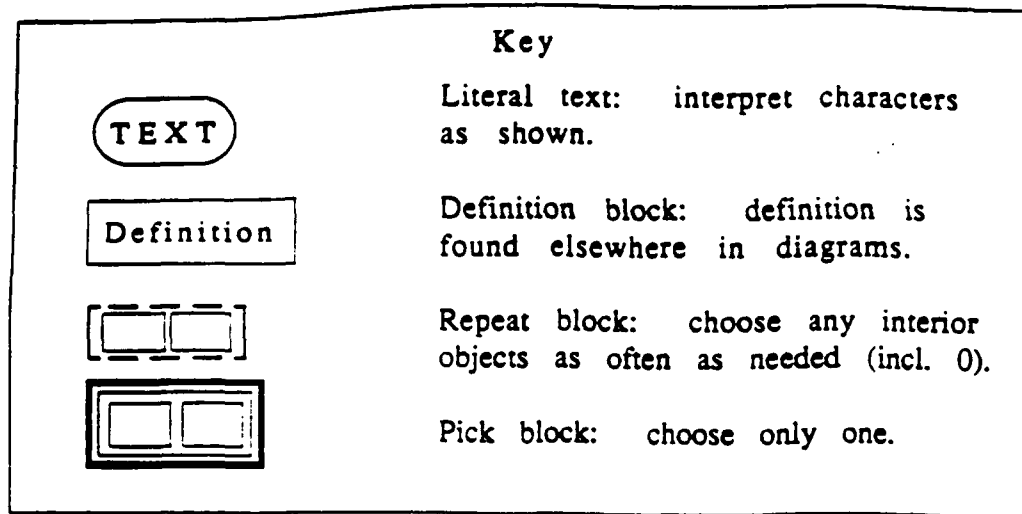 Key
TEXT
Literal text: interpret characters
as shown.
Definition
Definition block: definition is
found elsewhere in diagrams.
Repeat block: choose any interior
objects as often as needed (incl. 0).
Pick block: choose only one.